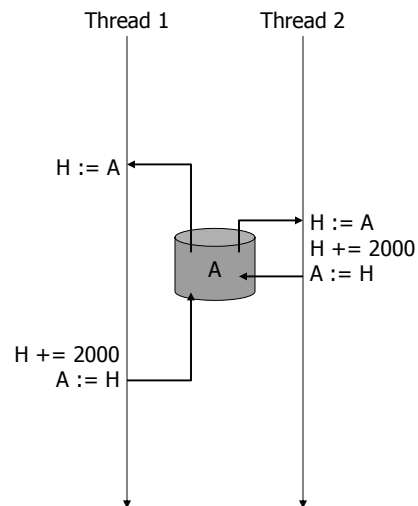 Thread 1
Thread 2
H := A
H := A
H += 2000
A
A := H
H += 2000
A := H